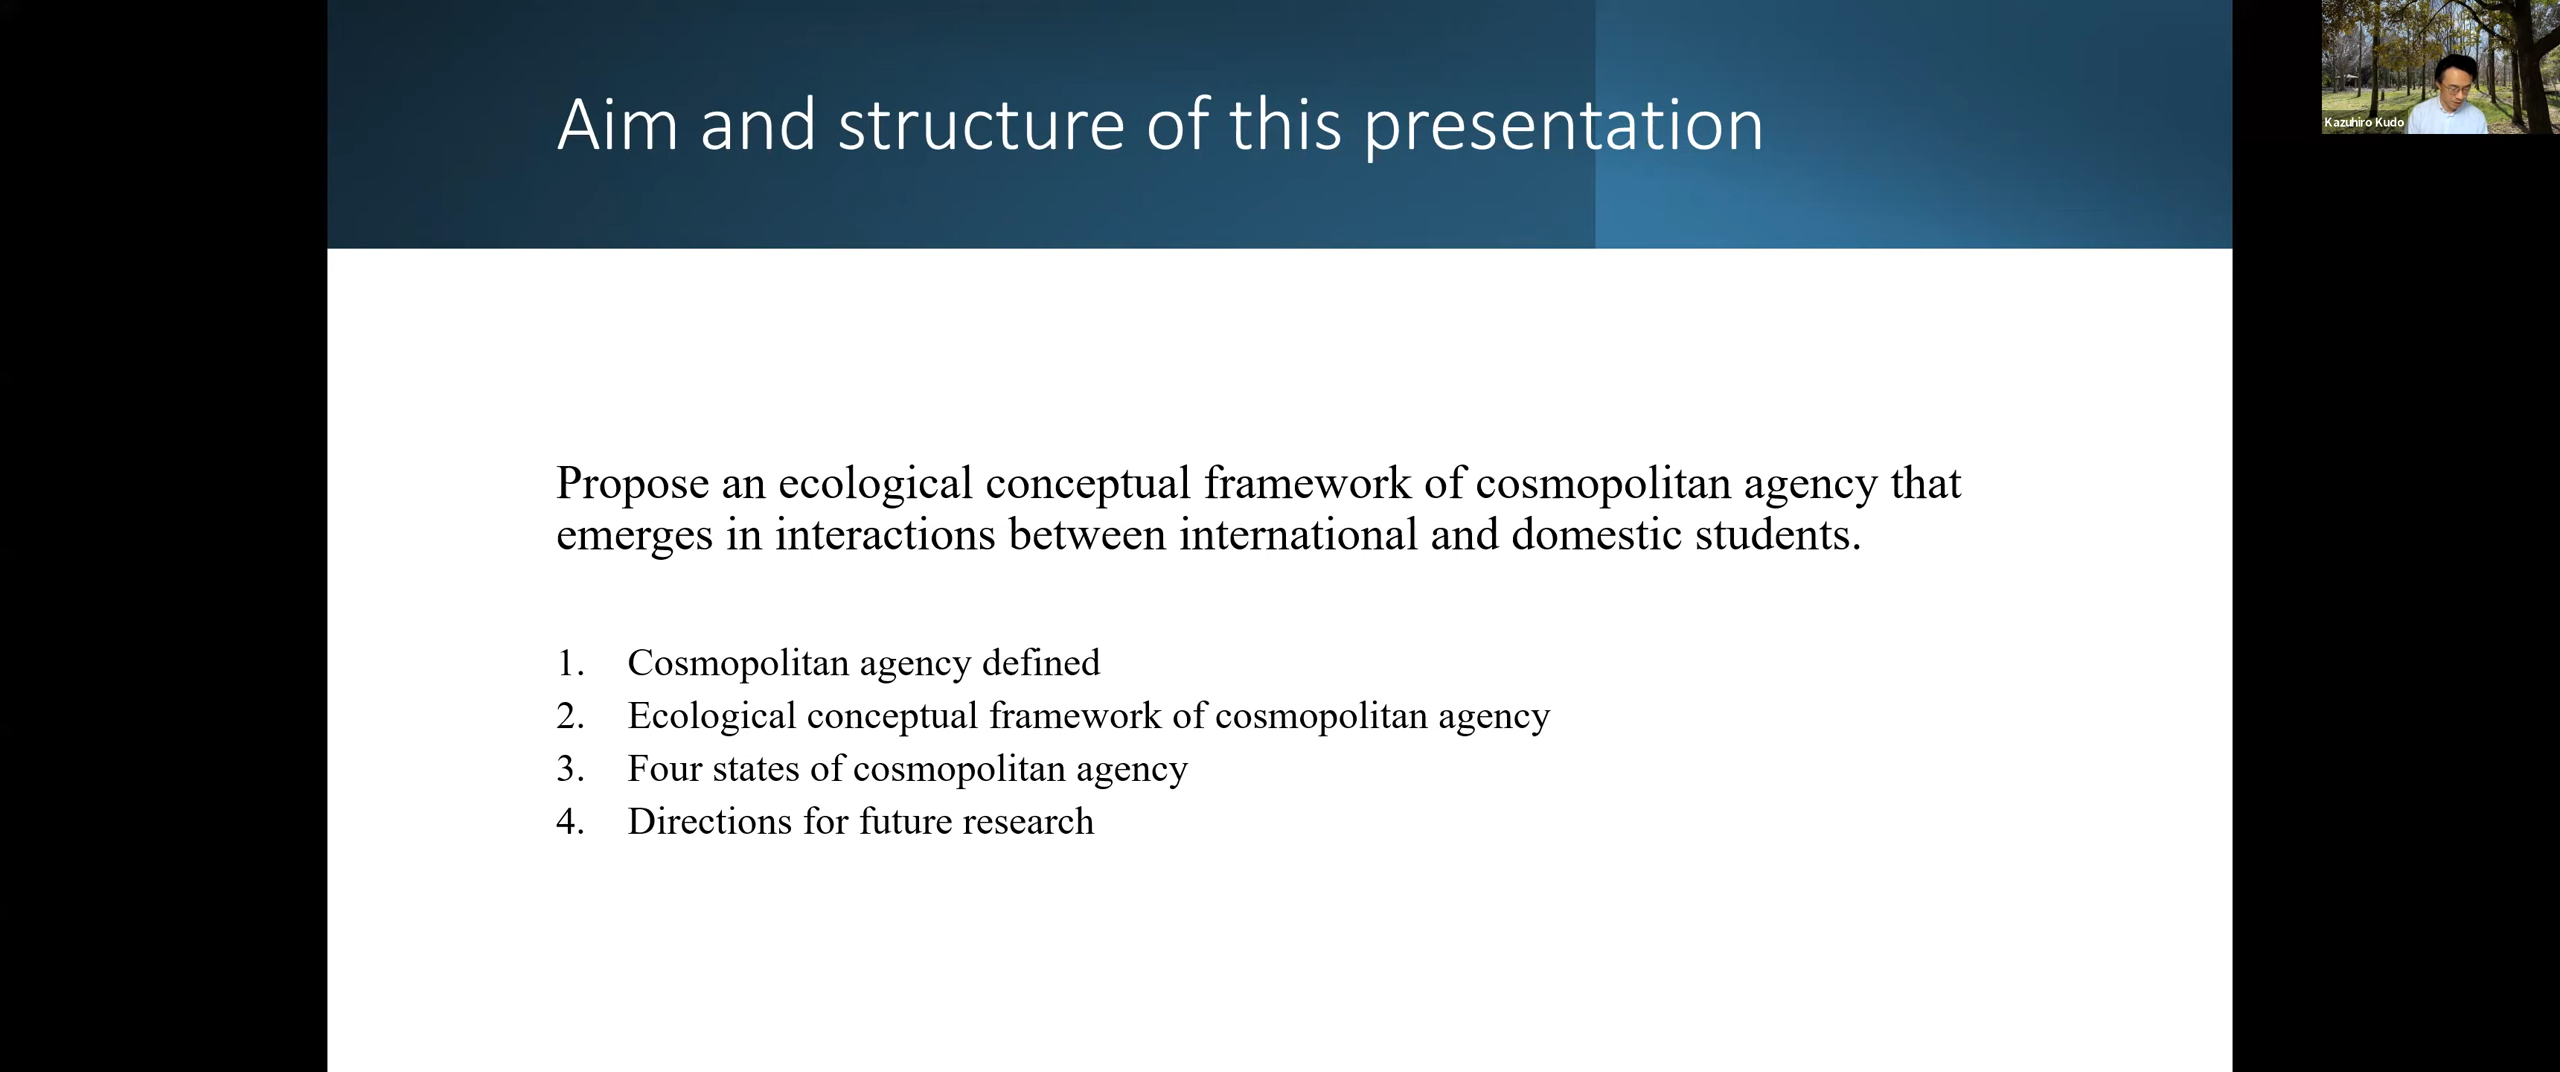 Aim and structure of this presentation
Kazuhiro Kudo
Propose an ecological conceptual framework of cosmopolitan agency that
emerges in interactions between international and domestic students.
1. Cosmopolitan agency defined
2. Ecological conceptual framework of cosmopolitan agency
3. Four states of cosmopolitan agency
4. Directions for future research